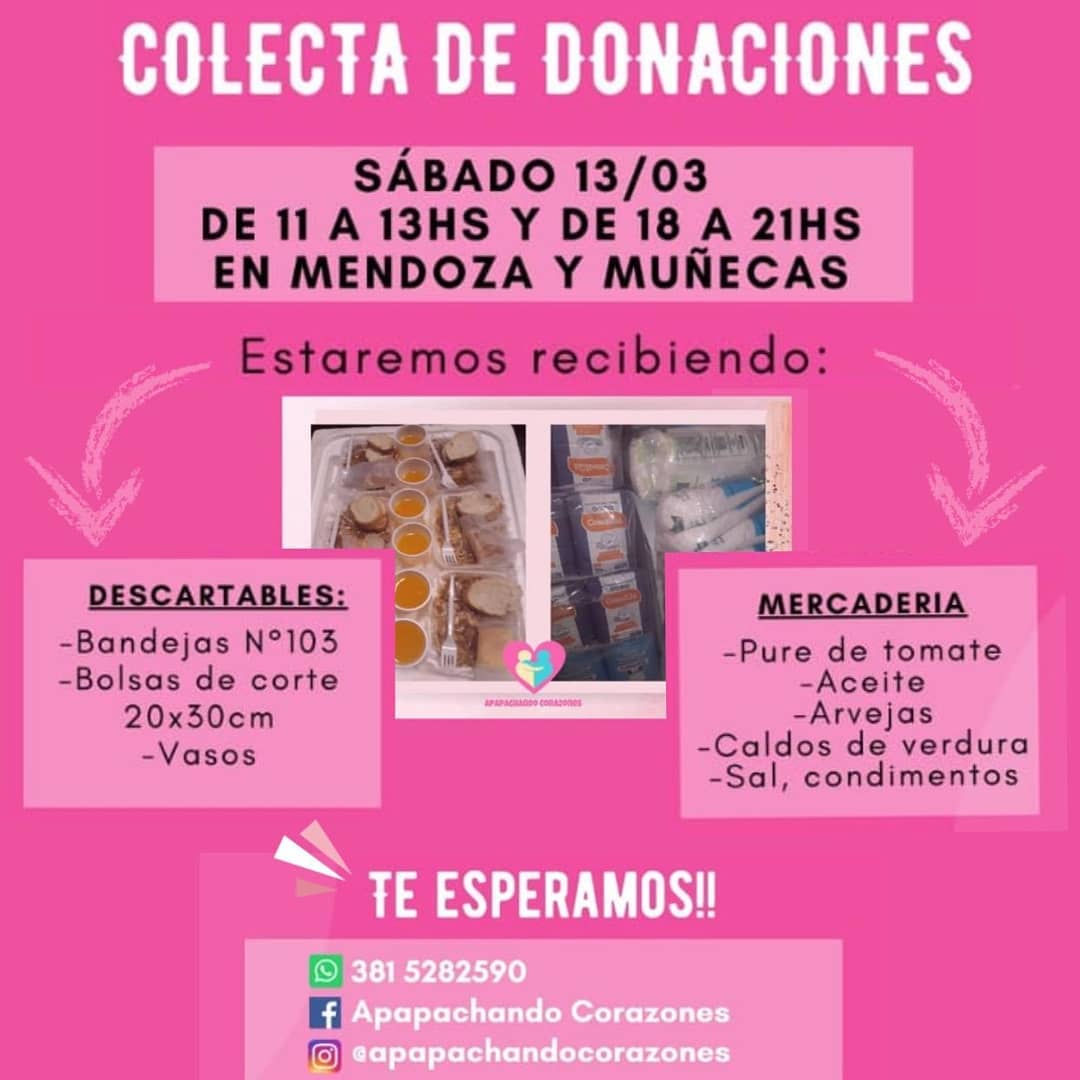 COLECTA DE DONACIONES
SÁBADO 13/03
DE 11 A 13HS Y DE 18 A 21HS
EN MENDOZA Y MUÑECAS
Estaremos recibiendo:
DESCARTABLES:
-Bandejas N°103
-Bolsas de corte
20x30cm
-Vasos
APAPACHANDO CORAZONES
MERCADERIA
-Pure de tomate
-Aceite
-Arvejas
-Caldos de verdura
-Sal, condimentos
TE ESPERAMOS!!
381 5282590
Apapachando Corazones
@apapachandocorazones